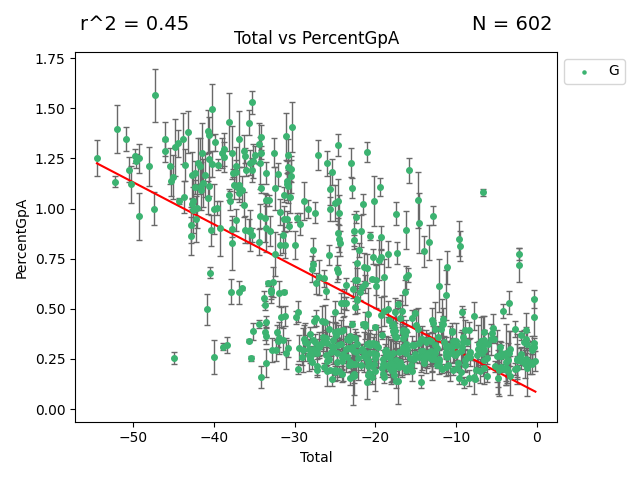 r^2 = 0.45
N = 602
Total vs PercentGpA
G
PercentGpA
1.75
1.50
1.25
1.00
0.75
0.50
0.25
0.00
−50
−40
−30
−20
−10
0
Total